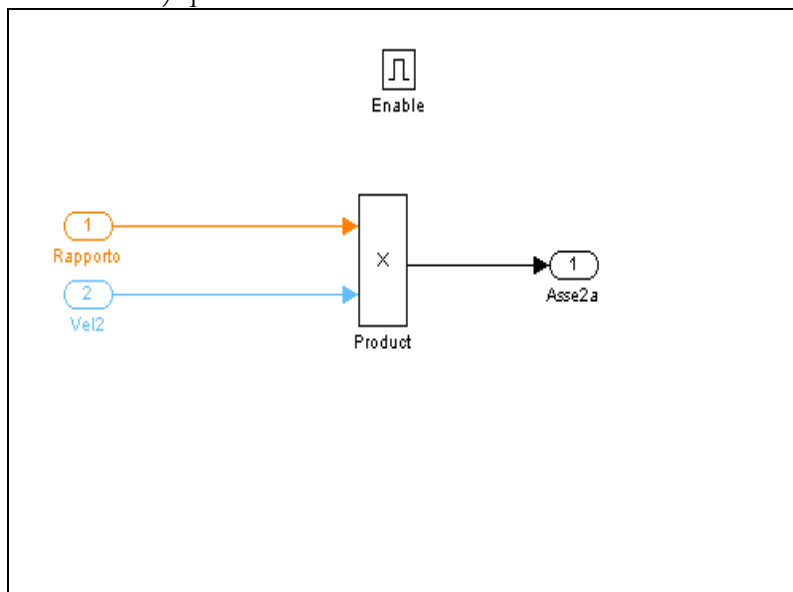 Enable
1
Rapporto
X
1
2
Asse2a
Vel2
Product